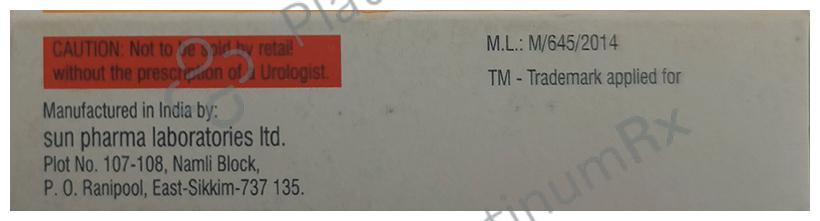 CAUTION: Not to be sold by retail
without the prescription of a Urologist.
Manufactured in India by:
sun pharma laboratories ltd.
Plot No. 107-108, Namli Block,
P. O. Ranipool, East-Sikkim-737 135.
M.L.: M/645/2014
TM - Trademark applied for
PlatinumRx